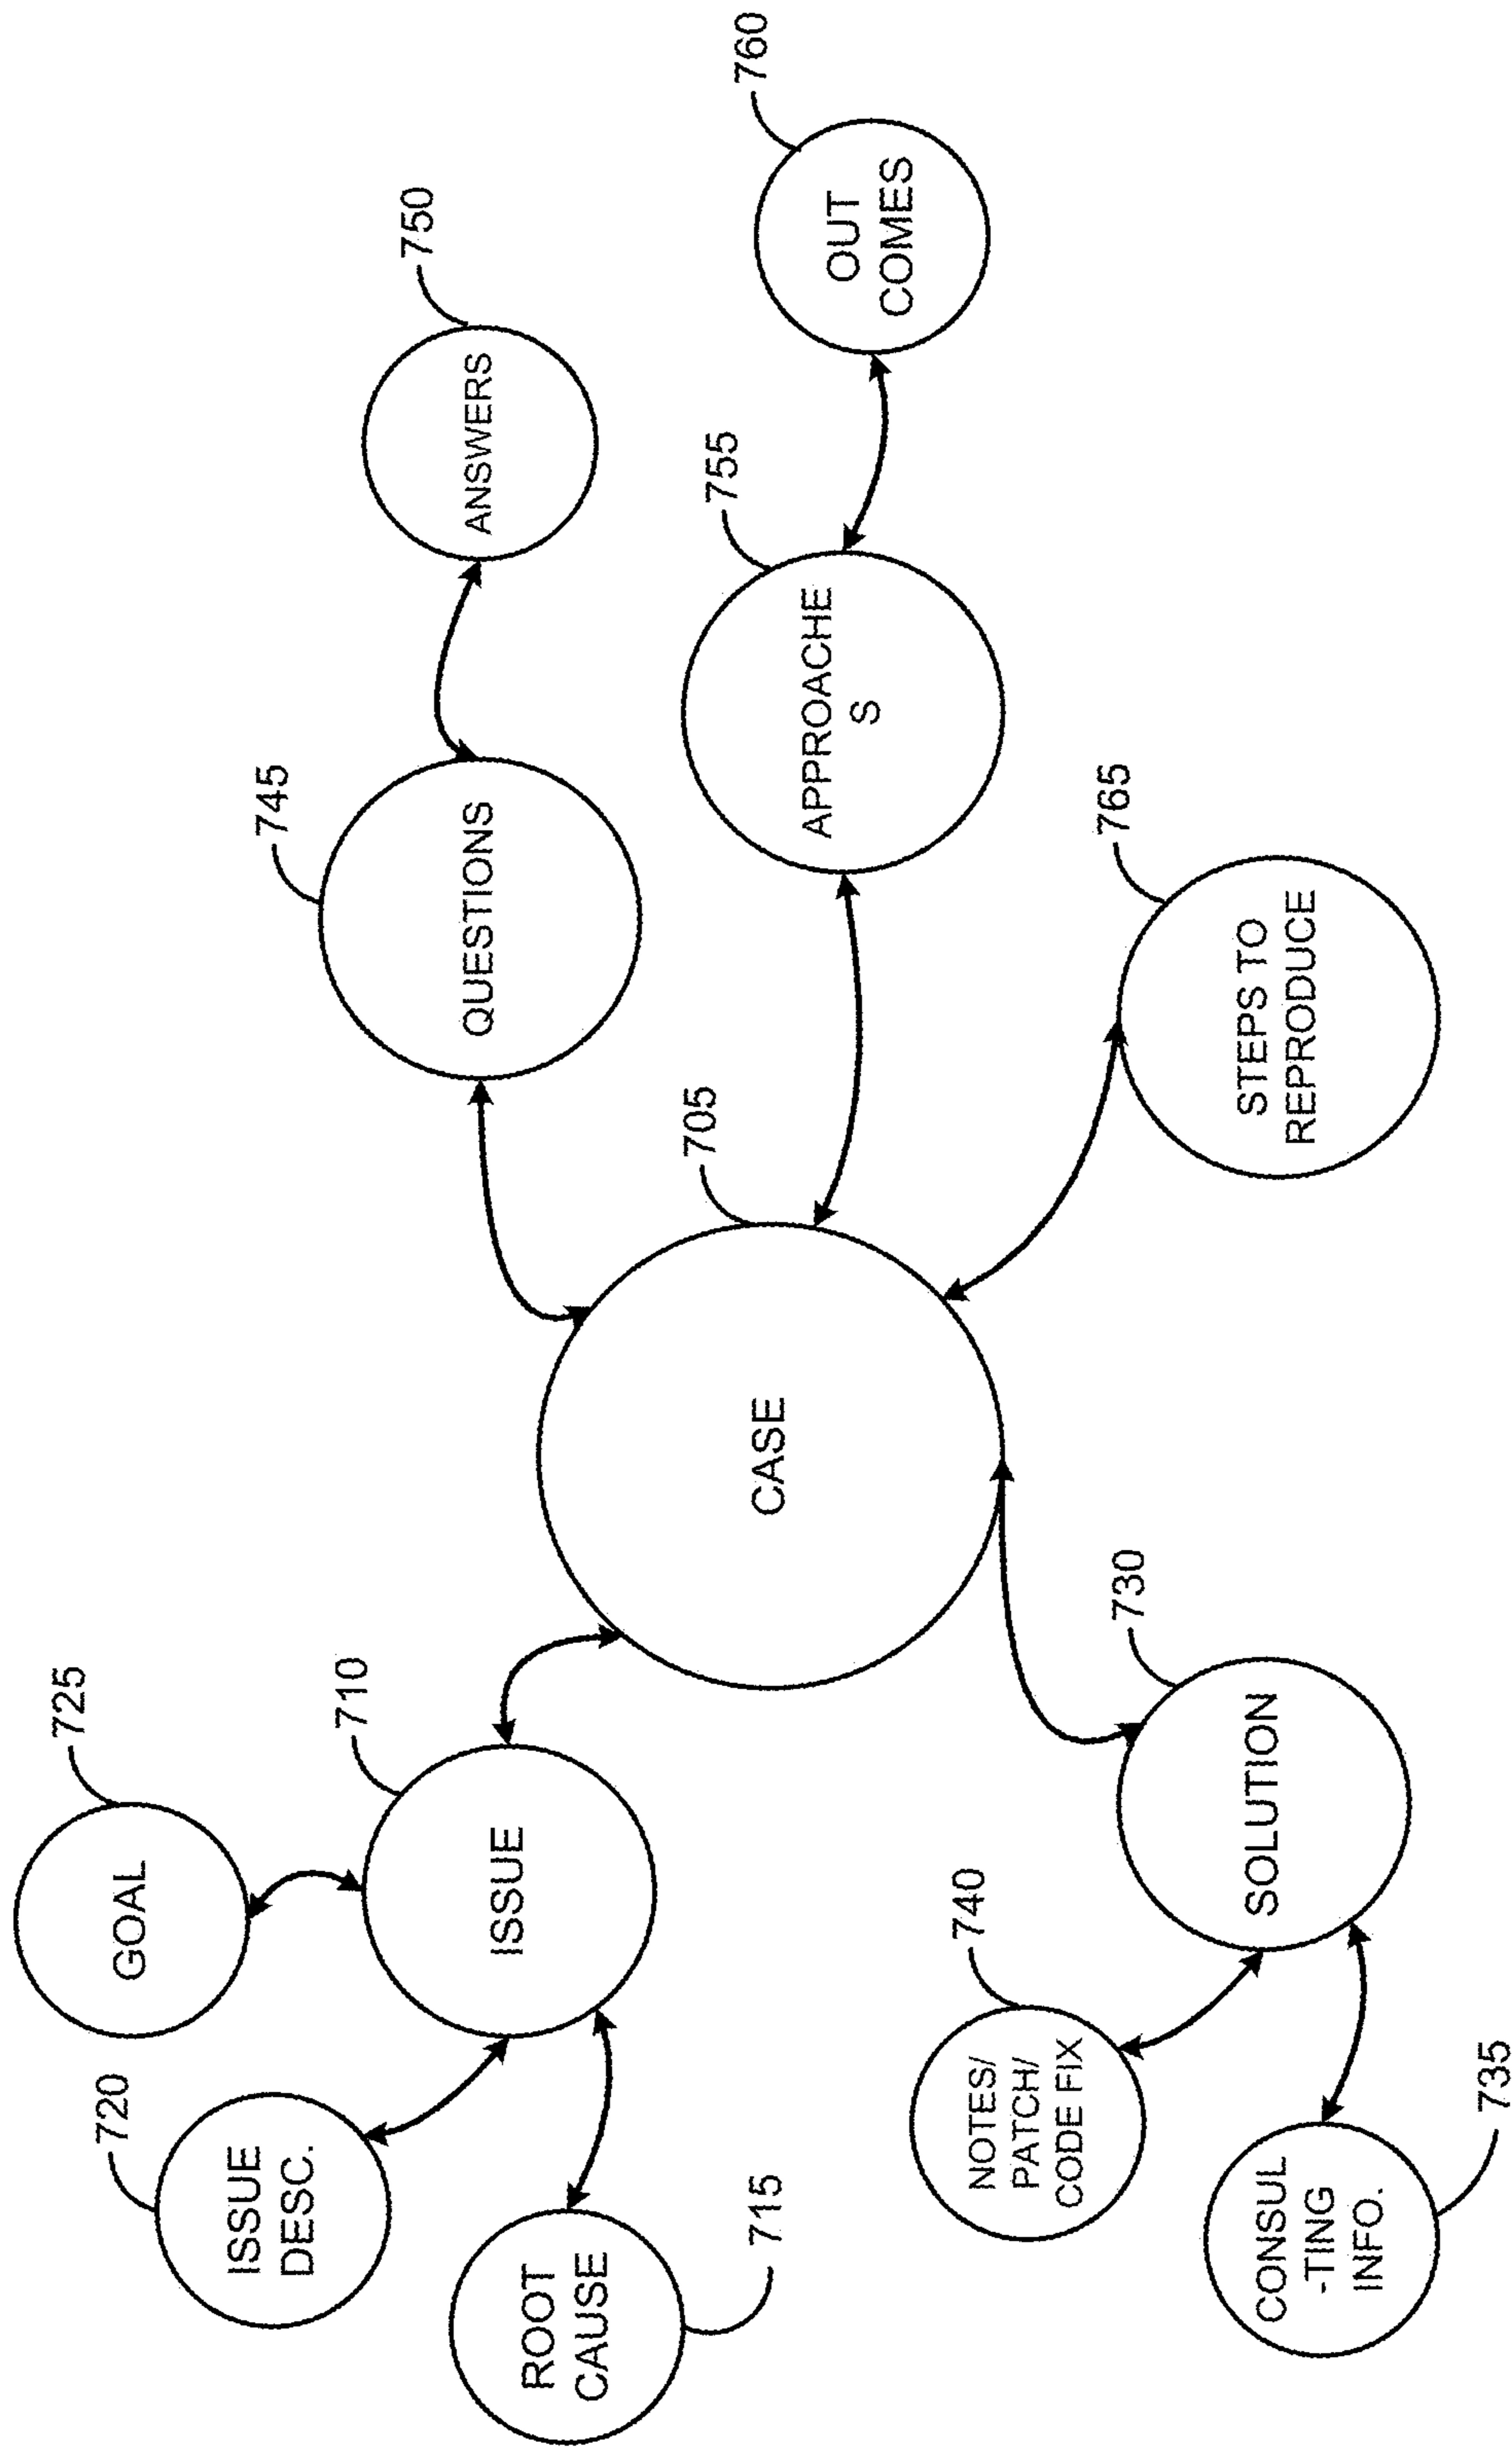 725
GOAL
720
ISSUE
DESC.
710
ISSUE
715
ROOT
CAUSE
705
CASE
745
QUESTIONS
750
ANSWERS
755
APPROACHE
S
760
OUT
COMES
765
STEPS TO
REPRODUCE
730
SOLUTION
740
NOTES/
PATCH/
CODE FIX
735
CONSUL
-TING
INFO.